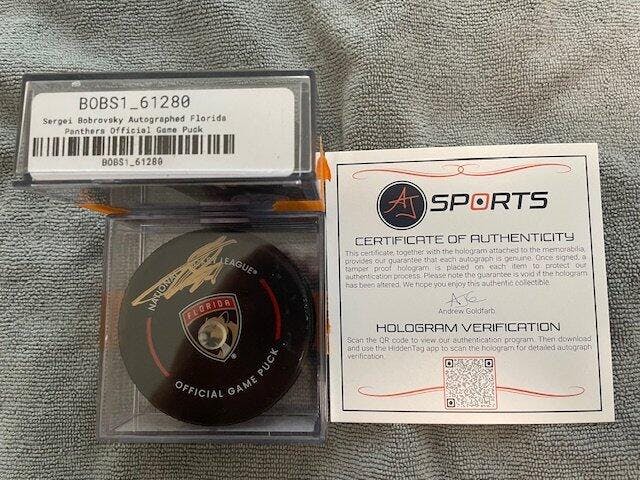 BOBS1_61280
Sergei Bobrovsky Autographed Florida
Panthers Official Game Puck
BOBS1_61280
NATIONAL HOCKEY LEAGUE®
FLORIDA
OFFICIAL GAME PUCK
AJ SPORTS
CERTIFICATE OF AUTHENTICITY
This certificate, together with the hologram attached to the memorabilia,
provides our guarantee that each autograph is genuine. Once signed, a
tamper proof hologram is placed on each item to protect our
authentication process. Please note the guarantee is void if the hologram
has been altered. We hope you enjoy this authentic collectible.
Andrew Goldfarb
HOLOGRAM VERIFICATION
Scan the QR code to view our authentication program. Then download
and use the HiddenTag app to scan the hologram for detailed autograph
verification.